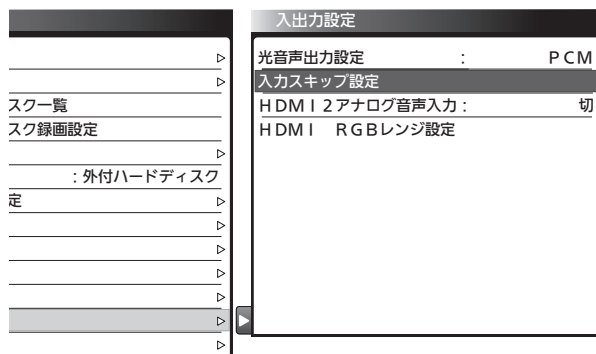 スク一覧
スク録画設定
：外付ハードディスク
定
入出力設定
光音声出力設定 ： ＰＣＭ
入力スキップ設定
ＨＤＭＩ２アナログ音声入力： 切
ＨＤＭＩ ＲＧＢレンジ設定